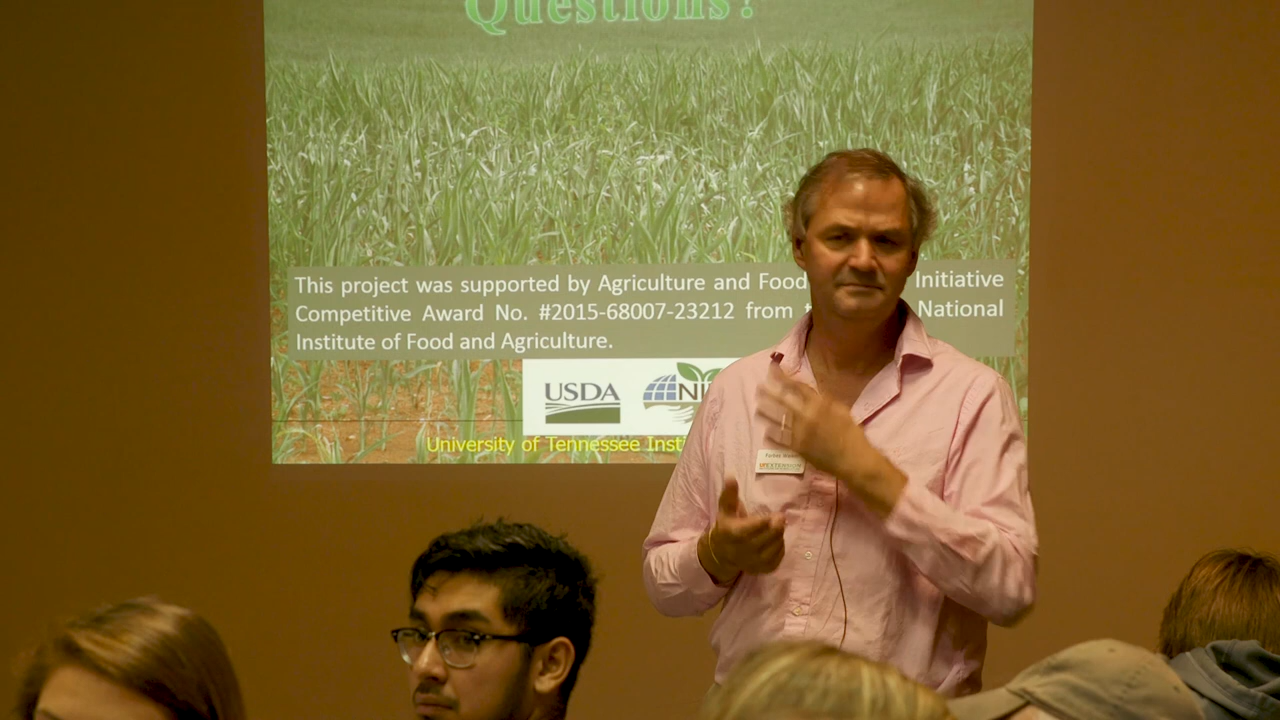 Questions?
This project was supported by Agriculture and Food Initiative
Competitive Award No. #2015-68007-23212 from National
Institute of Food and Agriculture.
USDA
University of Tennessee
EXTENSION